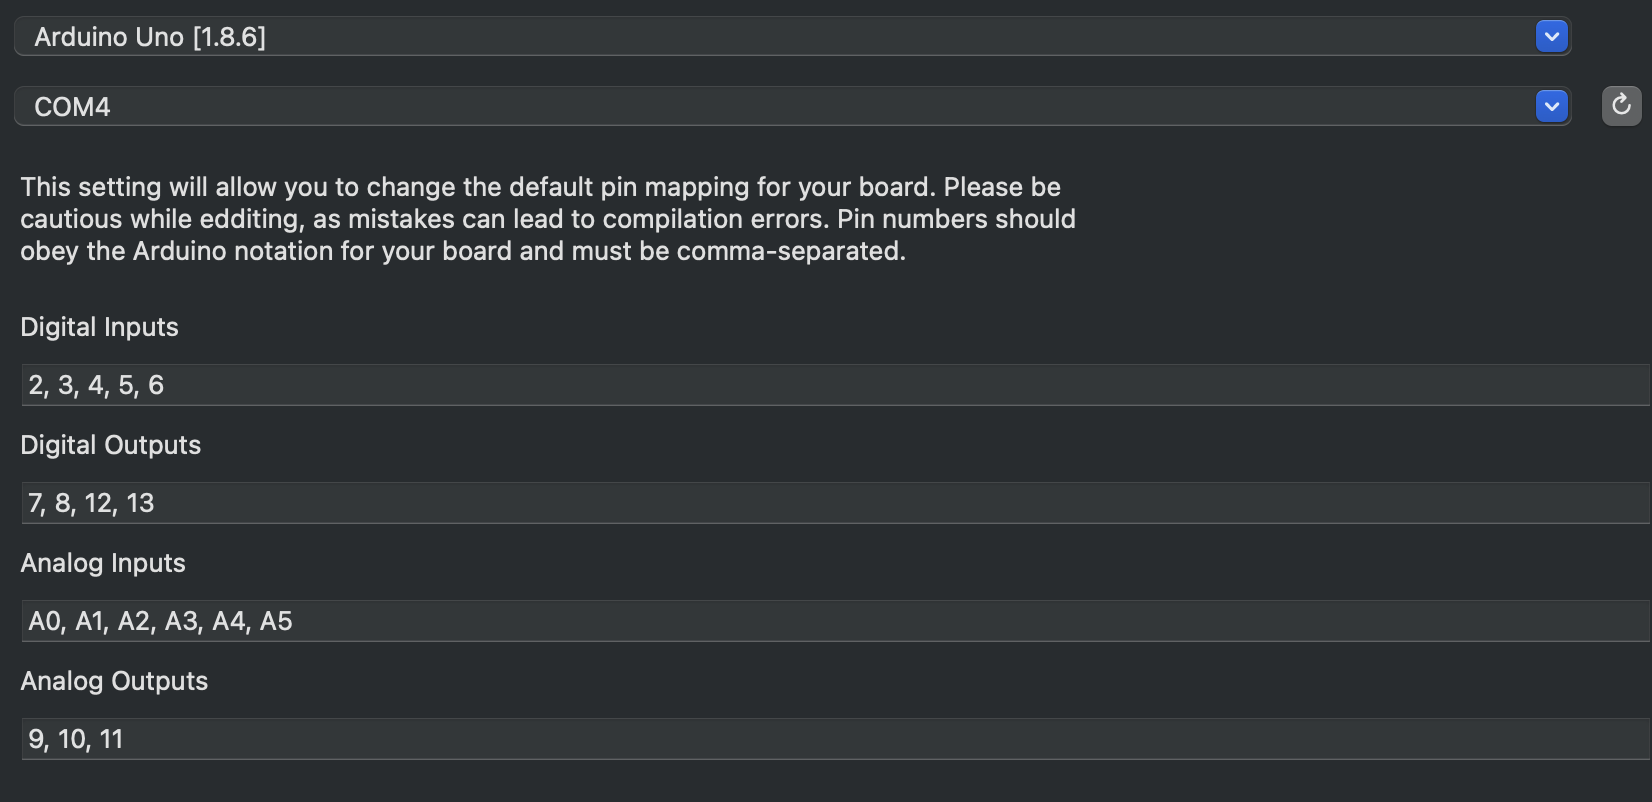 Arduino Uno [1.8.6]
COM4
This setting will allow you to change the default pin mapping for your board. Please be
cautious while edditing, as mistakes can lead to compilation errors. Pin numbers should
obey the Arduino notation for your board and must be comma-separated.
Digital Inputs
2, 3, 4, 5, 6
Digital Outputs
7, 8, 12, 13
Analog Inputs
A0, A1, A2, A3, A4, A5
Analog Outputs
9, 10, 11